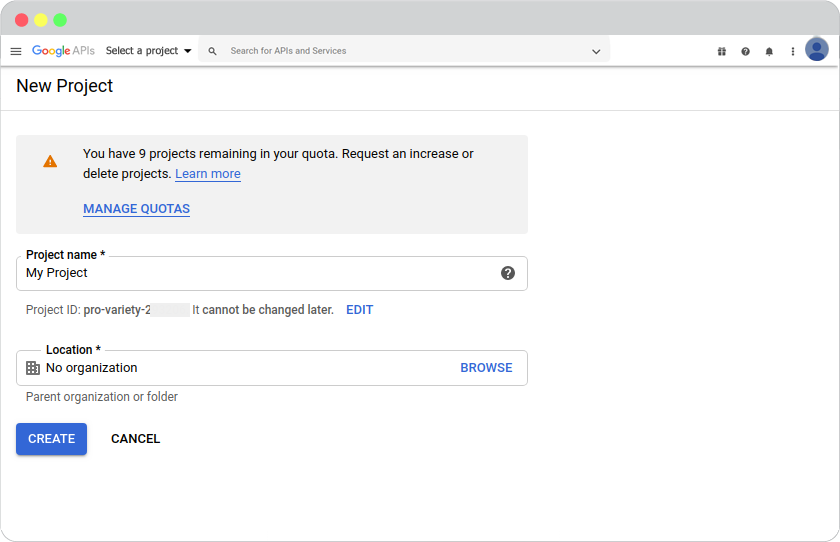 Google APIs Select a project Search for APIs and Services
New Project
You have 9 projects remaining in your quota. Request an increase or
delete projects. Learn more
MANAGE QUOTAS
Project name *
My Project
Project ID: pro-variety-2 It cannot be changed later. EDIT
Location *
No organization BROWSE
Parent organization or folder
CREATE CANCEL